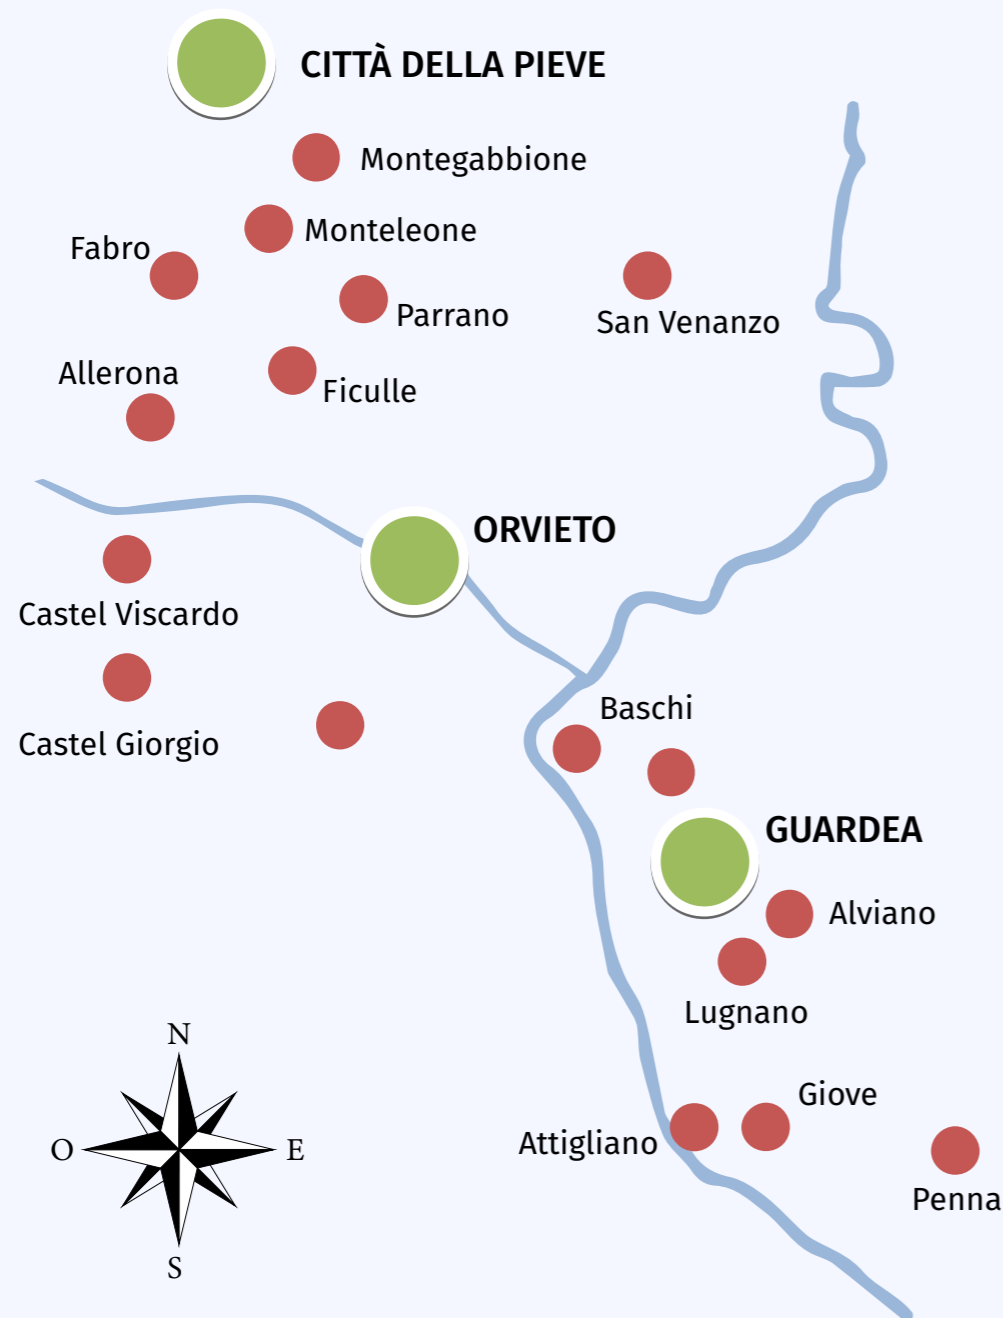 CITTÀ DELLA PIEVE
Montegabbione
Monteleone
Fabro
Parrano
San Venanzo
Allerona
Ficulle
ORVIETO
Castel Viscardo
Baschi
Castel Giorgio
GUARDEA
Alviano
Lugnano
N
Giove
Attigliano
O
E
Penna
S